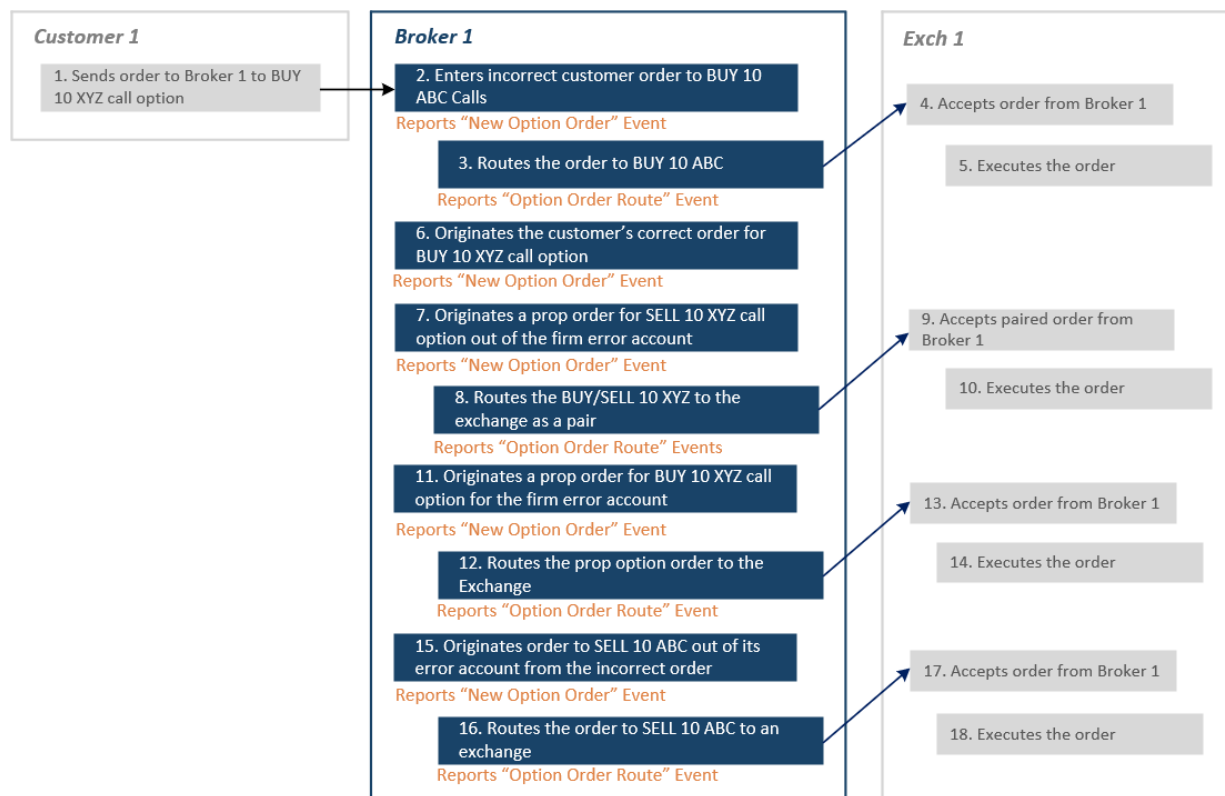 Customer 1
1. Sends order to Broker 1 to BUY
10 XYZ call option
Broker 1
2. Enters incorrect customer order to BUY 10
ABC Calls
Reports “New Option Order” Event
3. Routes the order to BUY 10 ABC
Reports “Option Order Route” Event
6. Originates the customer’s correct order for
BUY 10 XYZ call option
Reports “New Option Order” Event
7. Originates a prop order for SELL 10 XYZ call
option out of the firm error account
Reports “New Option Order” Event
8. Routes the BUY/SELL 10 XYZ to the
exchange as a pair
Reports “Option Order Route” Events
11. Originates a prop order for BUY 10 XYZ call
option for the firm error account
Reports “New Option Order” Event
12. Routes the prop option order to the
Exchange
Reports “Option Order Route” Event
15. Originates order to SELL 10 ABC out of its
error account from the incorrect order
Reports “New Option Order” Event
16. Routes the order to SELL 10 ABC to an
exchange
Reports “Option Order Route” Event
Exch 1
4. Accepts order from Broker 1
5. Executes the order
9. Accepts paired order from
Broker 1
10. Executes the order
13. Accepts order from Broker 1
14. Executes the order
17. Accepts order from Broker 1
18. Executes the order